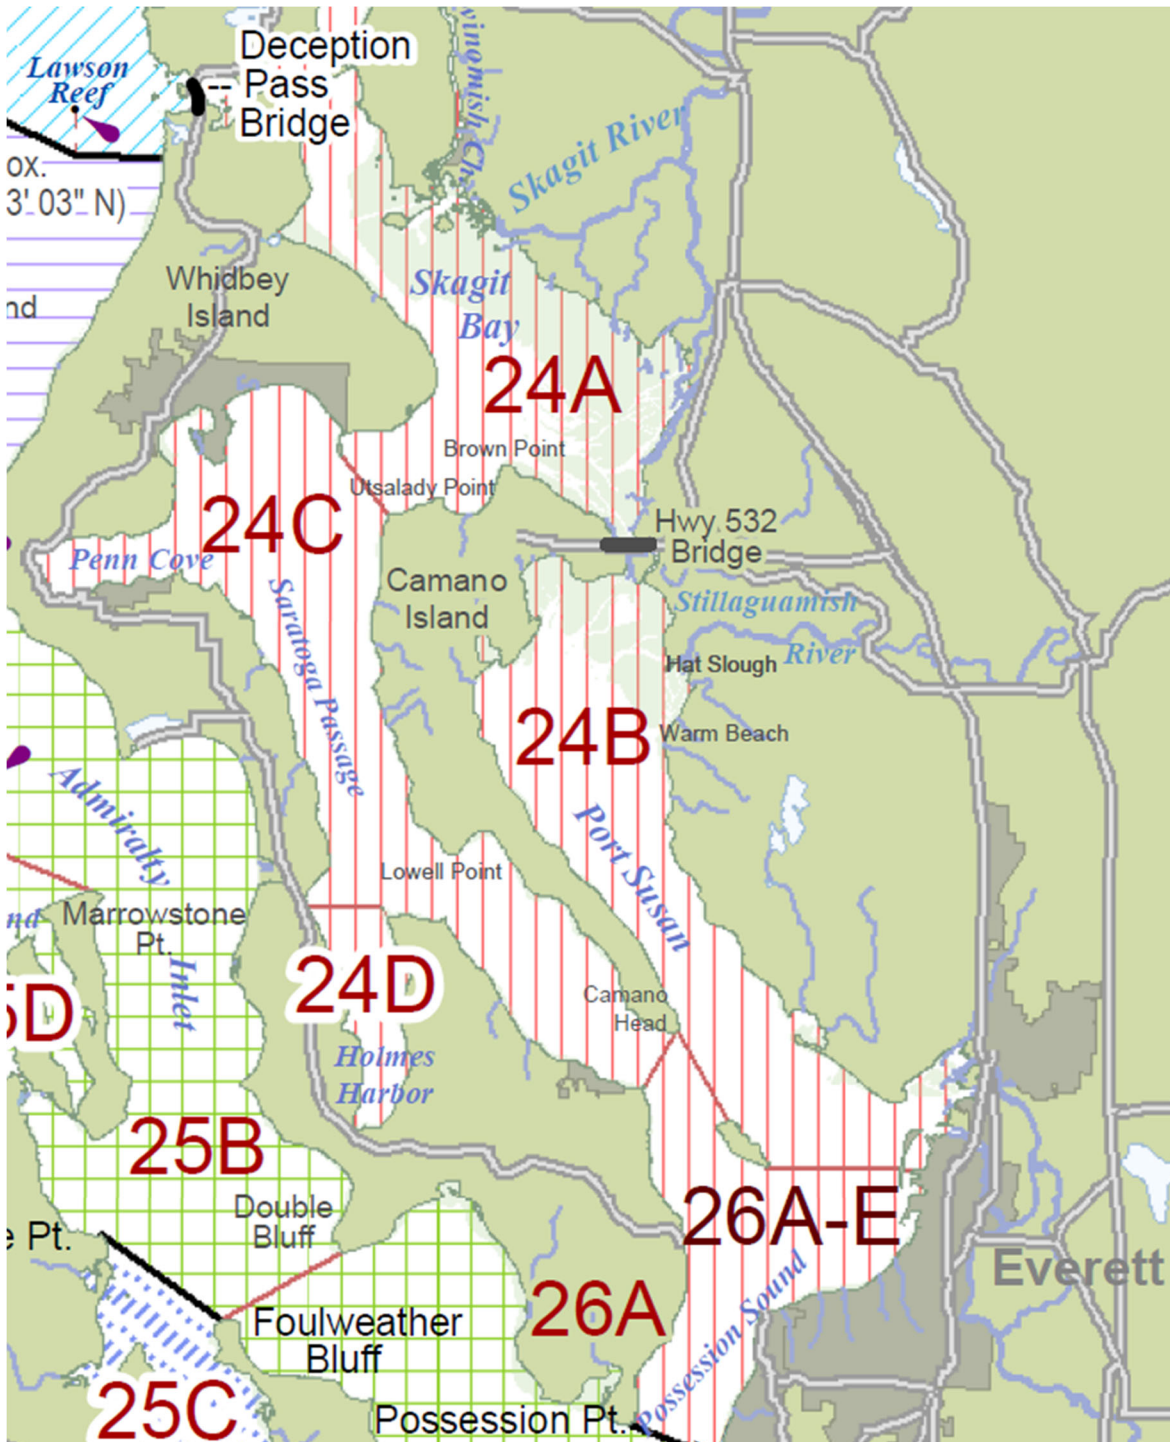 Deception
-- Pass
Bridge
Lawson
Reef
ox.
3' 03" N)
nd
Skagit River
Whidbey
Island
Skagit
Bay
24A
Brown Point
Utsalady Point
24C
Penn Cove
Hwy 532
Bridge
Camano
Island
Stillaguamish
River
Hat Slough
Saratoga Passage
24B
Warm Beach
Admiralty
Inlet
Port Susan
Lowell Point
Marrowstone
Pt.
nd
24D
5D
Camano
Head
Holmes
Harbor
25B
Double
Bluff
26A-E
e Pt.
Everett
26A
Foulweather
Bluff
Possession Sound
25C
Possession Pt.